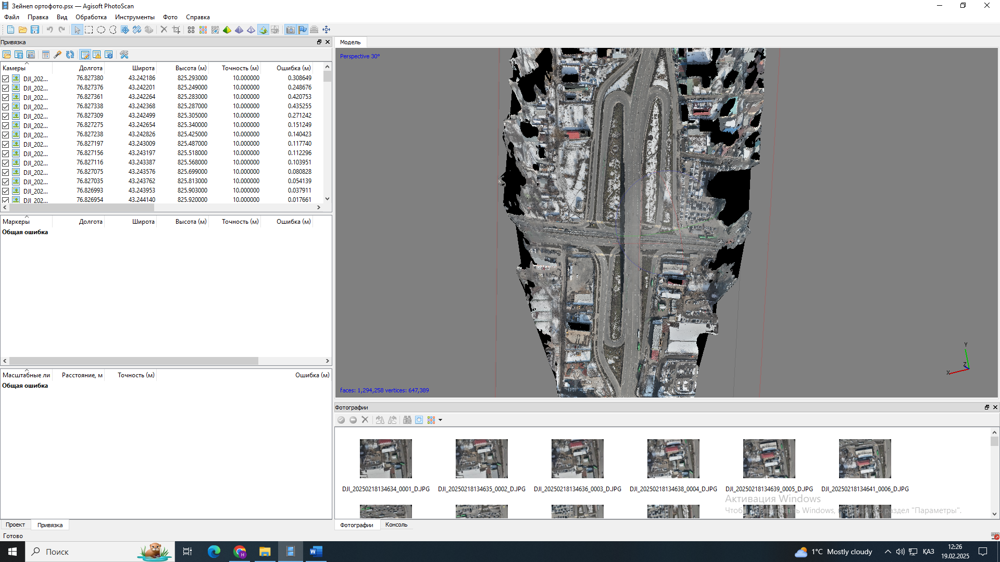 Зейнеп ортофото.psx — Agisoft PhotoScan
Файл Правка Вид Обработка Инструменты Фото Справка
Привязка
Камеры Долгота Широта Высота (м) Точность (м) Ошибка (м)
DJI_202... 76.827380 43.242186 825.293000 10.000000 0.308649
DJI_202... 76.827376 43.242201 825.249000 10.000000 0.248676
DJI_202... 76.827361 43.242264 825.283000 10.000000 0.420753
DJI_202... 76.827338 43.242368 825.287000 10.000000 0.435255
DJI_202... 76.827309 43.242499 825.305000 10.000000 0.271242
DJI_202... 76.827275 43.242654 825.340000 10.000000 0.151249
DJI_202... 76.827238 43.242826 825.425000 10.000000 0.140423
DJI_202... 76.827197 43.243009 825.487000 10.000000 0.117740
DJI_202... 76.827156 43.243197 825.518000 10.000000 0.112296
DJI_202... 76.827116 43.243387 825.568000 10.000000 0.103951
DJI_202... 76.827075 43.243576 825.699000 10.000000 0.080828
DJI_202... 76.827035 43.243762 825.813000 10.000000 0.054139
DJI_202... 76.826993 43.243953 825.903000 10.000000 0.037911
DJI_202... 76.826954 43.244140 825.920000 10.000000 0.017661
Маркеры Долгота Широта Высота (м) Точность (м) Ошибка (м)
Общая ошибка
Масштабные ли Расстояние, м Точность (м) Ошибка (м)
Общая ошибка
Проект Привязка
Готово
Модель
Perspective 30°
Y
Z
X
faces: 1,294,258 vertices: 647,389
Фотографии
DJI_20250218134634_0001_D.JPG DJI_20250218134635_0002_D.JPG DJI_20250218134636_0003_D.JPG DJI_20250218134638_0004_D.JPG DJI_20250218134639_0005_D.JPG DJI_20250218134641_0006_D.JPG
Активация Windows
Чтобы активировать Windows, перейдите в раздел "Параметры".
Фотографии Консоль
Поиск
1°C Mostly cloudy
ҚАЗ
12:26
19.02.2025